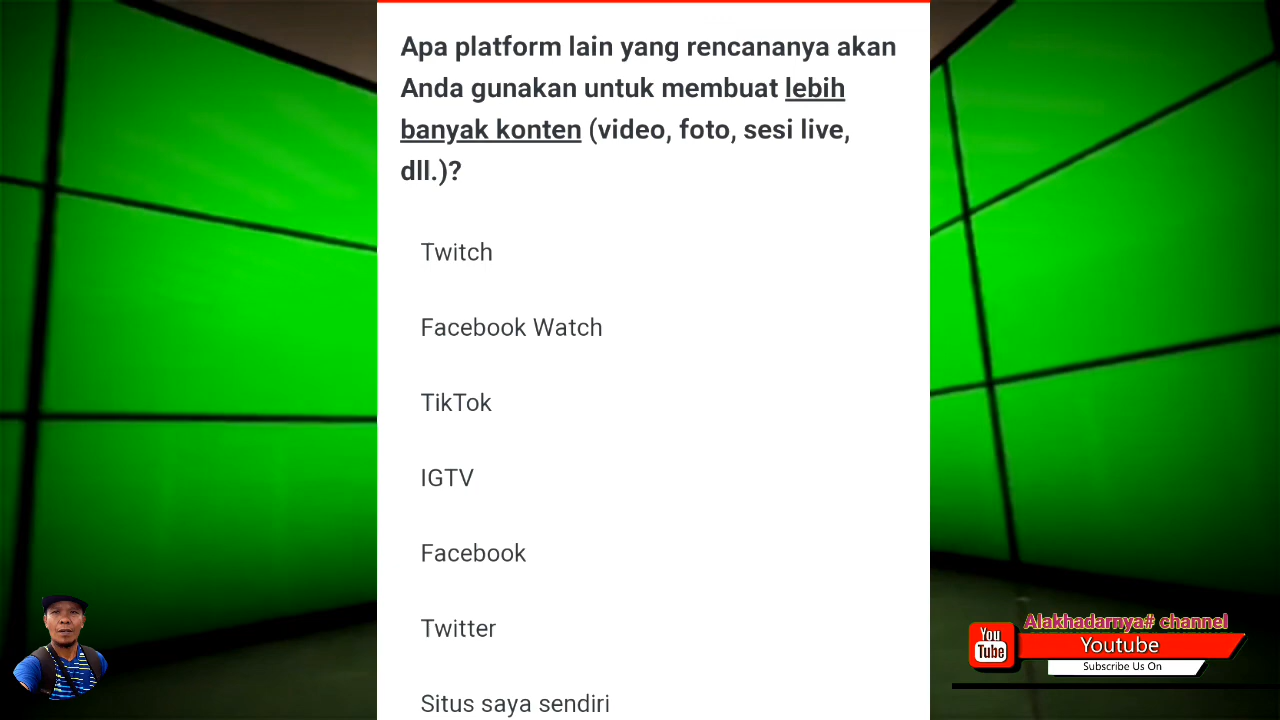 Apa platform lain yang rencananya akan
Anda gunakan untuk membuat lebih
banyak konten (video, foto, sesi live,
dll.)?
Twitch
Facebook Watch
TikTok
IGTV
Facebook
Twitter
Situs saya sendiri
Alakhadarnya# channel
You
Tube
Youtube
Subscribe Us On